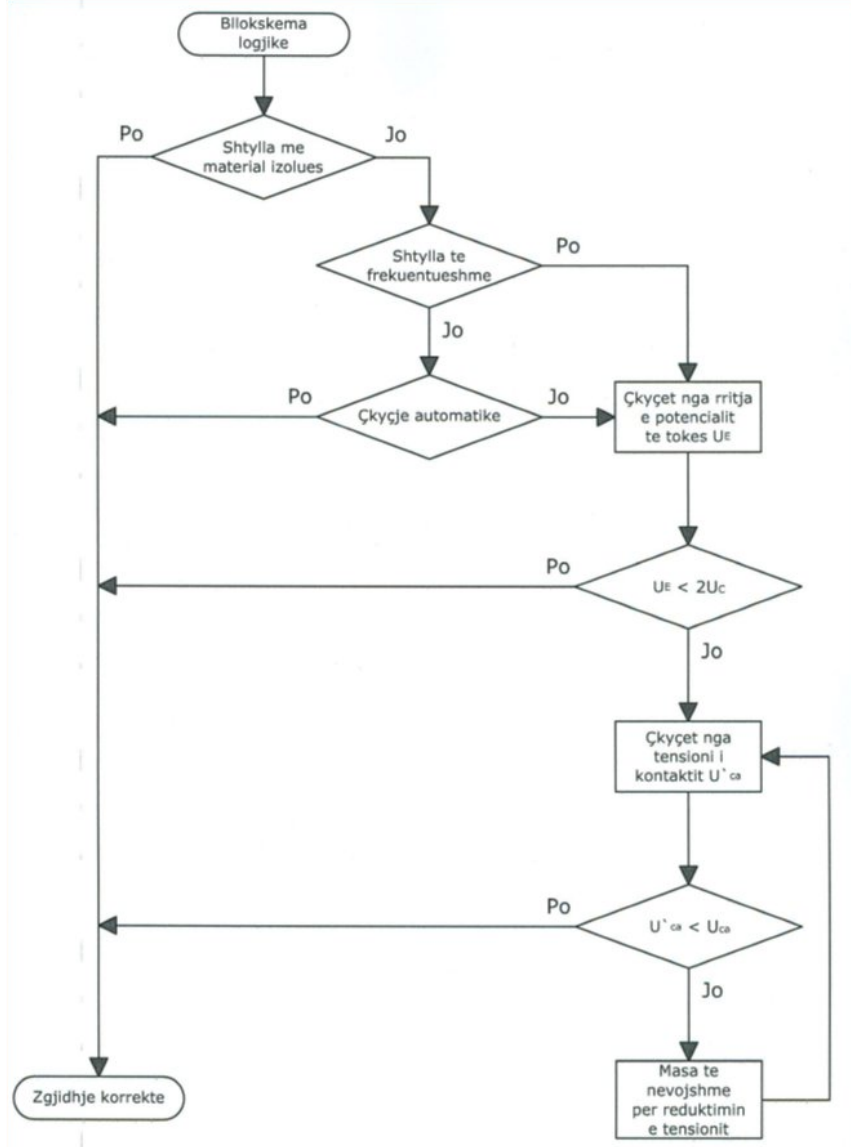 Bllokskema
logjike
Po
Jo
Shtylla me
material izolues
Shtylla te
frekuentueshme
Po
Jo
Po
Çkyçje automatike
Jo
Çkyçet nga rritja
e potencialit
te tokes UE
Po
UE < 2UC
Jo
Çkyçet nga
tensioni i
kontaktit U`ca
Po
U`ca < Uca
Jo
Zgjidhje korrekte
Masa te
nevojshme
per reduktimin
e tensionit